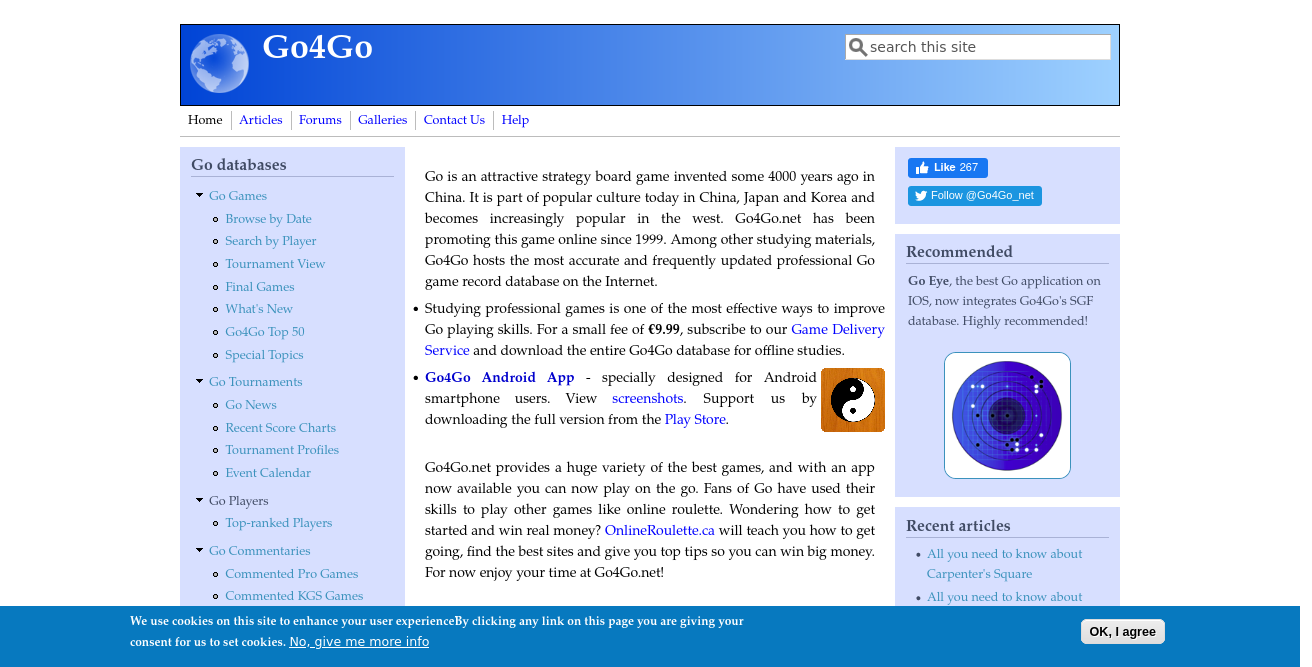 Go4Go
search this site
Home
Articles
Forums
Galleries
Contact Us
Help
Go databases
Go Games
Browse by Date
Search by Player
Tournament View
Final Games
What's New
Go4Go Top 50
Special Topics
Go Tournaments
Go News
Recent Score Charts
Tournament Profiles
Event Calendar
Go Players
Top-ranked Players
Go Commentaries
Commented Pro Games
Commented KGS Games
Go is an attractive strategy board game invented some 4000 years ago in
China. It is part of popular culture today in China, Japan and Korea and
becomes increasingly popular in the west. Go4Go.net has been
promoting this game online since 1999. Among other studying materials,
Go4Go hosts the most accurate and frequently updated professional Go
game record database on the Internet.
• Studying professional games is one of the most effective ways to improve
Go playing skills. For a small fee of €9.99, subscribe to our Game Delivery
Service and download the entire Go4Go database for offline studies.
• Go4Go Android App - specially designed for Android
smartphone users. View screenshots. Support us by
downloading the full version from the Play Store.
Go4Go.net provides a huge variety of the best games, and with an app
now available you can now play on the go. Fans of Go have used their
skills to play other games like online roulette. Wondering how to get
started and win real money? OnlineRoulette.ca will teach you how to get
going, find the best sites and give you top tips so you can win big money.
For now enjoy your time at Go4Go.net!
Like 267
Follow @Go4Go_net
Recommended
Go Eye, the best Go application on
IOS, now integrates Go4Go's SGF
database. Highly recommended!
Recent articles
• All you need to know about
Carpenter's Square
• All you need to know about
We use cookies on this site to enhance your user experienceBy clicking any link on this page you are giving your
consent for us to set cookies. No, give me more info
OK, I agree